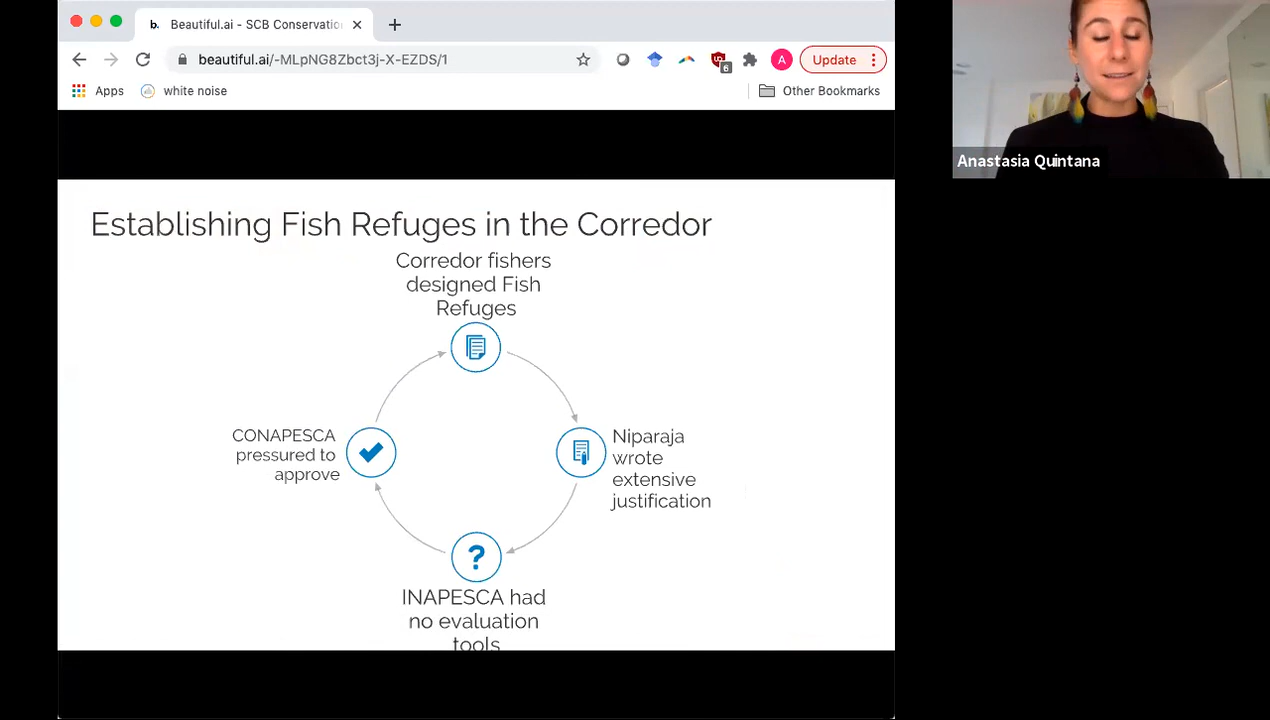 b. Beautiful.ai - SCB Conservatio
beautiful.ai/-MLpNG8Zbct3j-X-EZDS/1
6
A
Update
Apps
white noise
Other Bookmarks
Anastasia Quintana
Establishing Fish Refuges in the Corredor
Corredor fishers
designed Fish
Refuges
Niparaja
wrote
extensive
justification
INAPESCA had
no evaluation
tools
CONAPESCA
pressured to
approve
?